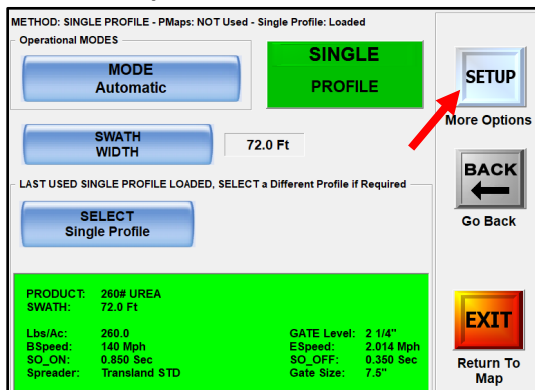 METHOD: SINGLE PROFILE - PMaps: NOT Used - Single Profile: Loaded
Operational MODES
MODE
Automatic
SINGLE
PROFILE
SETUP
More Options
SWATH
WIDTH
72.0 Ft
BACK
Go Back
LAST USED SINGLE PROFILE LOADED, SELECT a Different Profile if Required
SELECT
Single Profile
PRODUCT: 260# UREA
SWATH: 72.0 Ft
Lbs/Ac: 260.0 GATE Level: 2 1/4"
BSpeed: 140 Mph ESpeed: 2.014 Mph
SO_ON: 0.850 Sec SO_OFF: 0.350 Sec
Spreader: Transland STD Gate Size: 7.5"
EXIT
Return To
Map